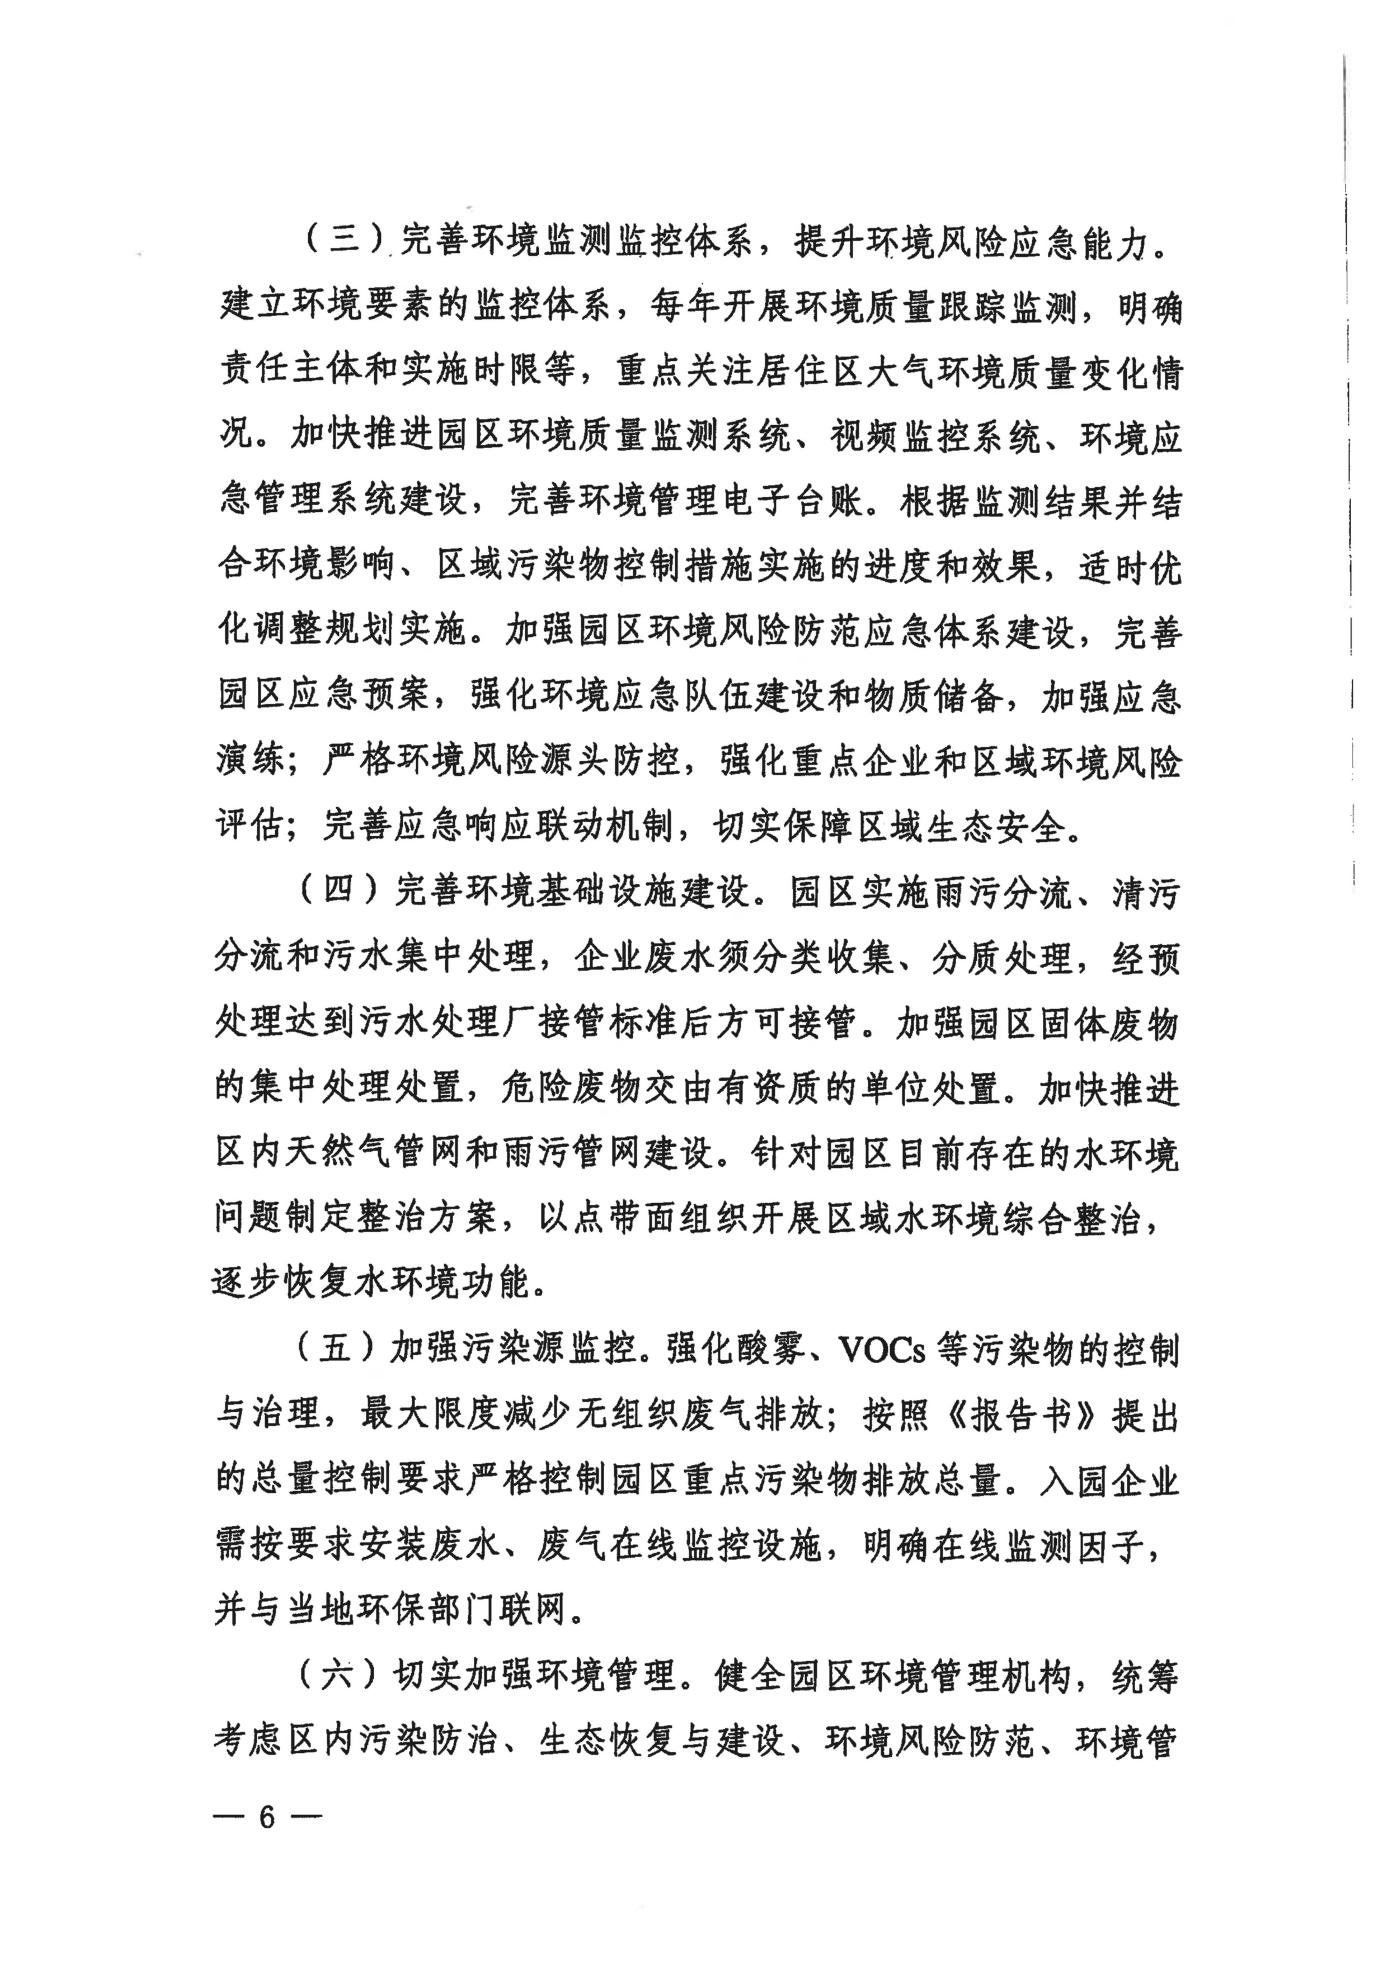 （三）完善环境监测监控体系，提升环境风险应急能力。
建立环境要素的监控体系，每年开展环境质量跟踪监测，明确
责任主体和实施时限等，重点关注居住区大气环境质量变化情
况。加快推进园区环境质量监测系统、视频监控系统、环境应
急管理系统建设，完善环境管理电子台账。根据监测结果并结
合环境影响、区域污染物控制措施实施的进度和效果，适时优
化调整规划实施。加强园区环境风险防范应急体系建设，完善
园区应急预案，强化环境应急队伍建设和物质储备，加强应急
演练；严格环境风险源头防控，强化重点企业和区域环境风险
评估；完善应急响应联动机制，切实保障区域生态安全。
（四）完善环境基础设施建设。园区实施雨污分流、清污
分流和污水集中处理，企业废水须分类收集、分质处理，经预
处理达到污水处理厂接管标准后方可接管。加强园区固体废物
的集中处理处置，危险废物交由有资质的单位处置。加快推进
区内天然气管网和雨污管网建设。针对园区目前存在的水环境
问题制定整治方案，以点带面组织开展区域水环境综合整治，
逐步恢复水环境功能。
（五）加强污染源监控。强化酸雾、VOCs 等污染物的控制
与治理，最大限度减少无组织废气排放；按照《报告书》提出
的总量控制要求严格控制园区重点污染物排放总量。入园企业
需按要求安装废水、废气在线监控设施，明确在线监测因子，
并与当地环保部门联网。
（六）切实加强环境管理。健全园区环境管理机构，统筹
考虑区内污染防治、生态恢复与建设、环境风险防范、环境管
— 6 —